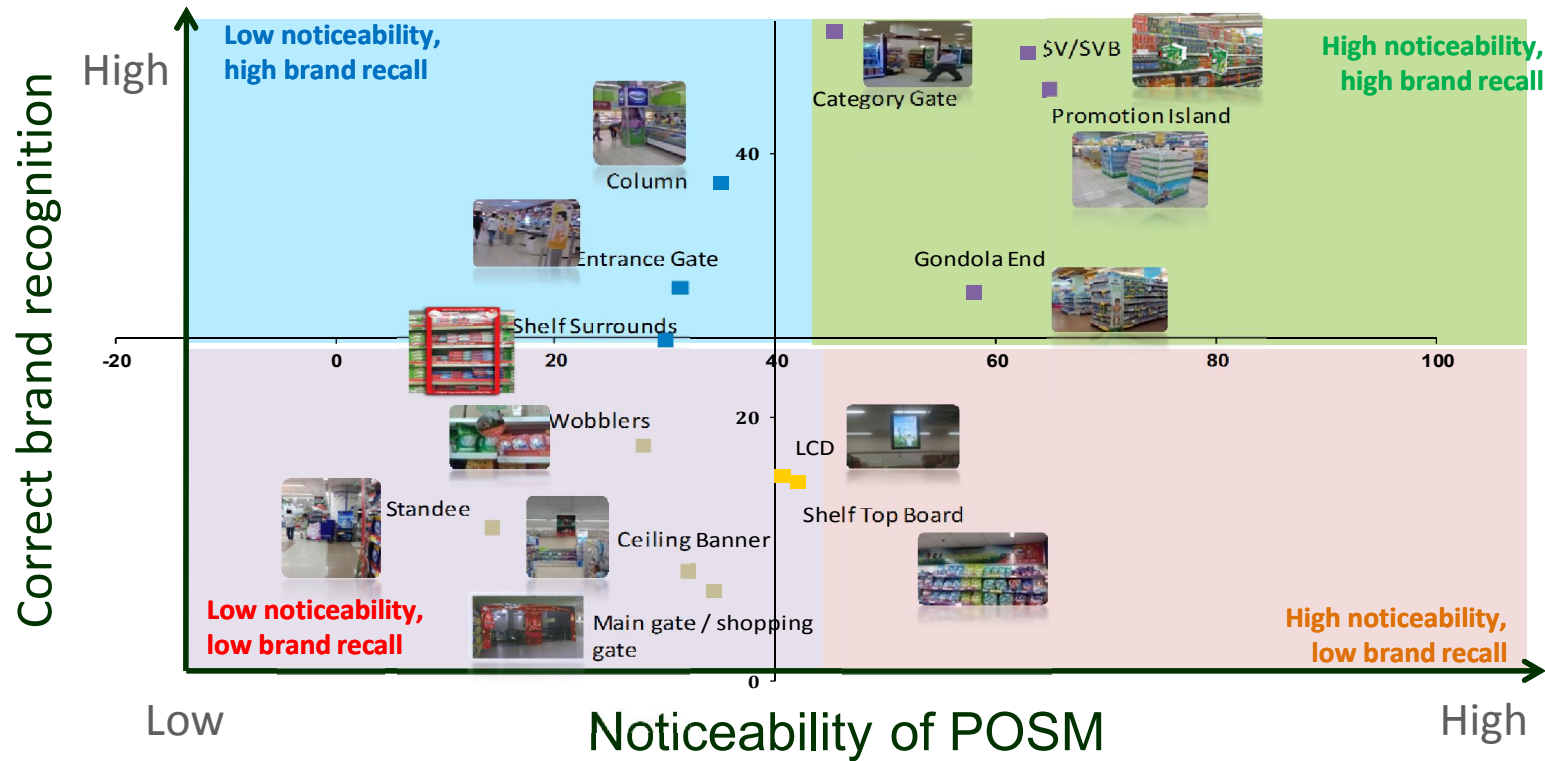 Low noticeability,
high brand recall
High noticeability,
high brand recall
High
Correct brand recognition
$V/SVB
Category Gate
Promotion Island
40
Column
Entrance Gate
Gondola End
Shelf Surrounds
-20
0
20
40
60
80
100
Wobblers
20
LCD
Standee
Shelf Top Board
Ceiling Banner
Low noticeability,
low brand recall
Main gate / shopping
gate
High noticeability,
low brand recall
0
Low
Noticeability of POSM
High